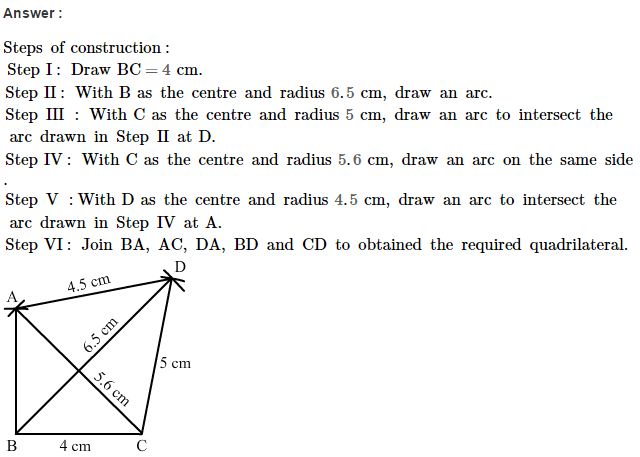 Answer :
Steps of construction :
Step I : Draw BC = 4 cm.
Step II : With B as the centre and radius 6.5 cm, draw an arc.
Step III : With C as the centre and radius 5 cm, draw an arc to intersect the
arc drawn in Step II at D.
Step IV : With C as the centre and radius 5.6 cm, draw an arc on the same side
.
Step V : With D as the centre and radius 4.5 cm, draw an arc to intersect the
arc drawn in Step IV at A.
Step VI : Join BA, AC, DA, BD and CD to obtained the required quadrilateral.
D
4.5 cm
A
6.5 cm
5 cm
5.6 cm
B
4 cm
C